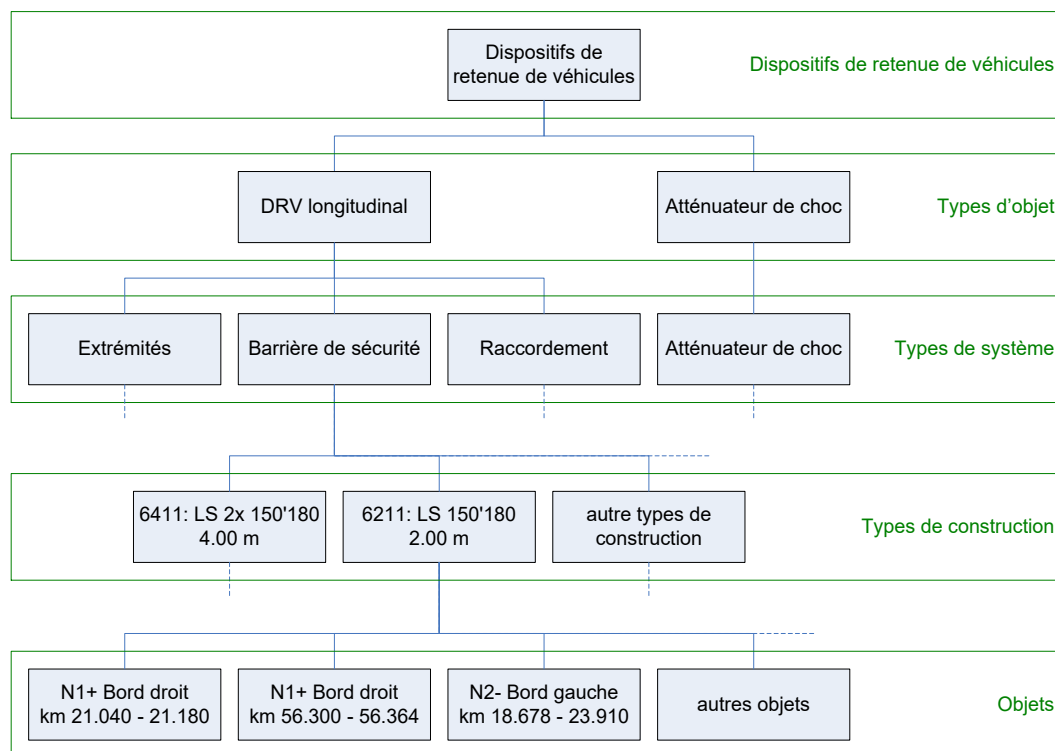 Dispositifs de
retenue de véhicules
Dispositifs de retenue de véhicules
DRV longitudinal
Atténuateur de choc
Types d'objet
Extrémités
Barrière de sécurité
Raccordement
Atténuateur de choc
Types de système
6411: LS 2x 150'180
4.00 m
6211: LS 150'180
2.00 m
autre types de
construction
Types de construction
N1+ Bord droit
km 21.040 - 21.180
N1+ Bord droit
km 56.300 - 56.364
N2- Bord gauche
km 18.678 - 23.910
autres objets
Objets